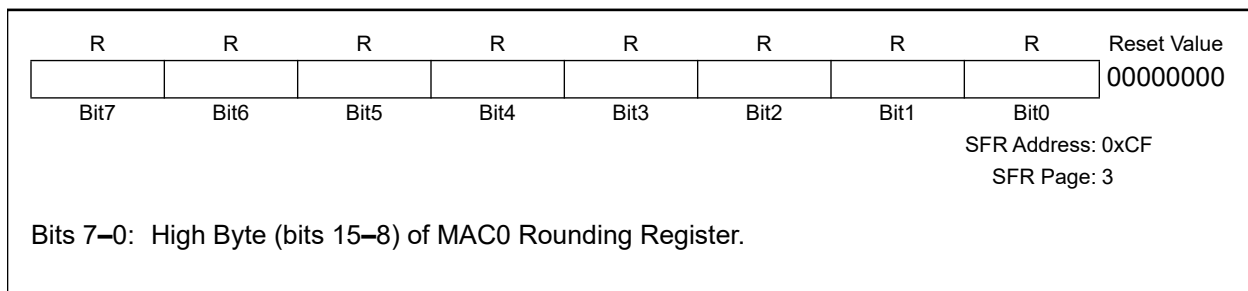 R R R R R R R R Reset Value
00000000
Bit7 Bit6 Bit5 Bit4 Bit3 Bit2 Bit1 Bit0
SFR Address: 0xCF
SFR Page: 3
Bits 7–0: High Byte (bits 15–8) of MAC0 Rounding Register.